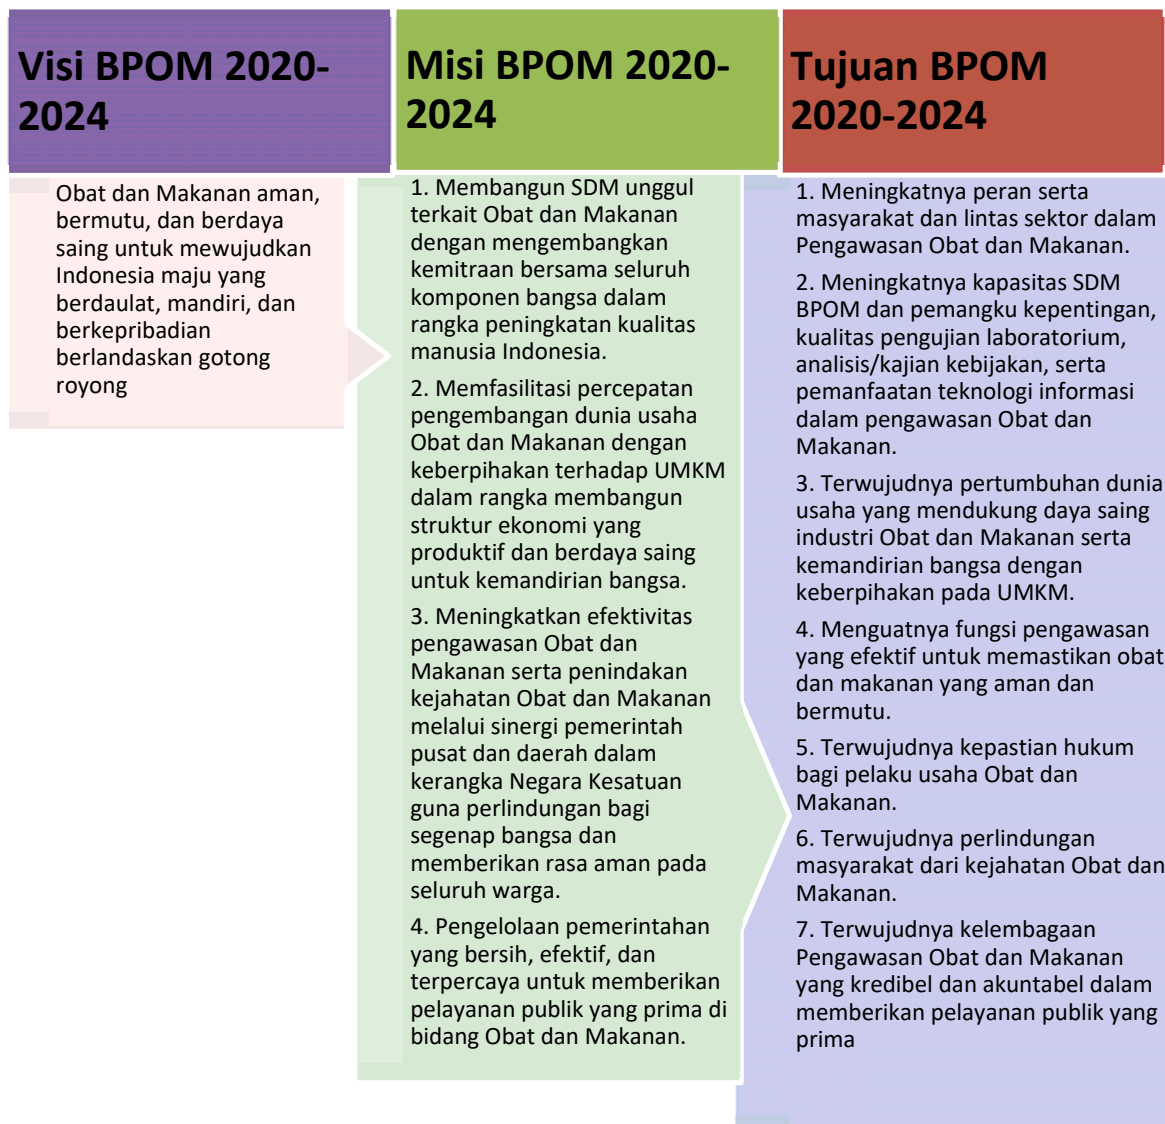 Visi BPOM 2020-
2024
Obat dan Makanan aman,
bermutu, dan berdaya
saing untuk mewujudkan
Indonesia maju yang
berdaulat, mandiri, dan
berkepribadian
berlandaskan gotong
royong
Misi BPOM 2020-
2024
1. Membangun SDM unggul
terkait Obat dan Makanan
dengan mengembangkan
kemitraan bersama seluruh
komponen bangsa dalam
rangka peningkatan kualitas
manusia Indonesia.
2. Memfasilitasi percepatan
pengembangan dunia usaha
Obat dan Makanan dengan
keberpihakan terhadap UMKM
dalam rangka membangun
struktur ekonomi yang
produktif dan berdaya saing
untuk kemandirian bangsa.
3. Meningkatkan efektivitas
pengawasan Obat dan
Makanan serta penindakan
kejahatan Obat dan Makanan
melalui sinergi pemerintah
pusat dan daerah dalam
kerangka Negara Kesatuan
guna perlindungan bagi
segenap bangsa dan
memberikan rasa aman pada
seluruh warga.
4. Pengelolaan pemerintahan
yang bersih, efektif, dan
terpercaya untuk memberikan
pelayanan publik yang prima di
bidang Obat dan Makanan.
Tujuan BPOM
2020-2024
1. Meningkatnya peran serta
masyarakat dan lintas sektor dalam
Pengawasan Obat dan Makanan.
2. Meningkatnya kapasitas SDM
BPOM dan pemangku kepentingan,
kualitas pengujian laboratorium,
analisis/kajian kebijakan, serta
pemanfaatan teknologi informasi
dalam pengawasan Obat dan
Makanan.
3. Terwujudnya pertumbuhan dunia
usaha yang mendukung daya saing
industri Obat dan Makanan serta
kemandirian bangsa dengan
keberpihakan pada UMKM.
4. Menguatnya fungsi pengawasan
yang efektif untuk memastikan obat
dan makanan yang aman dan
bermutu.
5. Terwujudnya kepastian hukum
bagi pelaku usaha Obat dan
Makanan.
6. Terwujudnya perlindungan
masyarakat dari kejahatan Obat dan
Makanan.
7. Terwujudnya kelembagaan
Pengawasan Obat dan Makanan
yang kredibel dan akuntabel dalam
memberikan pelayanan publik yang
prima